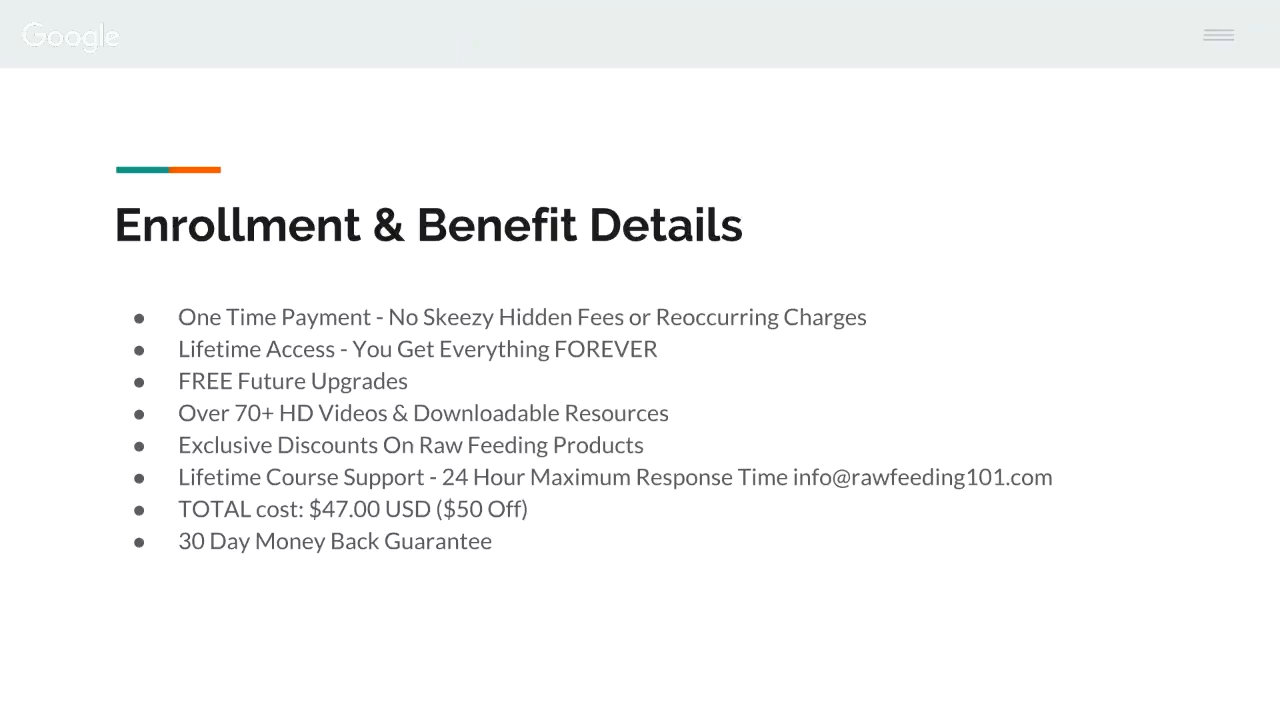 Google
Enrollment & Benefit Details
● One Time Payment - No Skeezy Hidden Fees or Reoccurring Charges
● Lifetime Access - You Get Everything FOREVER
● FREE Future Upgrades
● Over 70+ HD Videos & Downloadable Resources
● Exclusive Discounts On Raw Feeding Products
● Lifetime Course Support - 24 Hour Maximum Response Time info@rawfeeding101.com
● TOTAL cost: $47.00 USD ($50 Off)
● 30 Day Money Back Guarantee